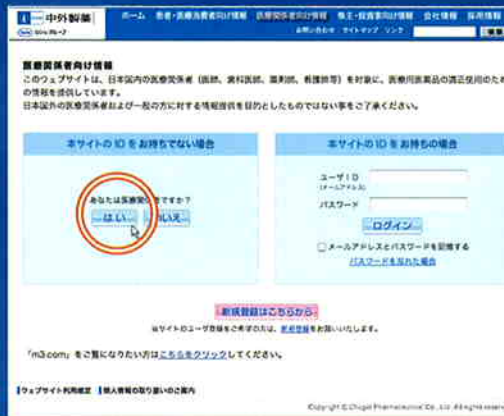 中外製薬
ホーム 患者・医療消費者向け情報 医療関係者向け情報 株主・投資家向け情報 会社情報 採用情報
お問い合わせ サイトマップ リンク
医療関係者向け情報
このウェブサイトは、日本国内の医療関係者（医師、歯科医師、薬剤師、看護師等）を対象に、医療用医薬品の適正使用のため
の情報を提供しています。
日本国外の医療関係者および一般の方に対する情報提供を目的としたものではない事をご了承ください。
本サイトの ID をお持ちでない場合
あなたは医療関係者ですか？
はい いいえ
本サイトの ID をお持ちの場合
ユーザID
(メールアドレス)
パスワード
ログイン
メールアドレスとパスワードを記憶する
パスワードを忘れた場合
新規登録はこちらから
本サイトのユーザ登録をご希望の方は、新規登録をお願いいたします。
「m3.com」をご覧になりたい方はこちらをクリックしてください。
ウェブサイト利用規定 個人情報の取り扱いのご案内
Copyright © Chugai Pharmaceutical Co., Ltd. All rights reserved.